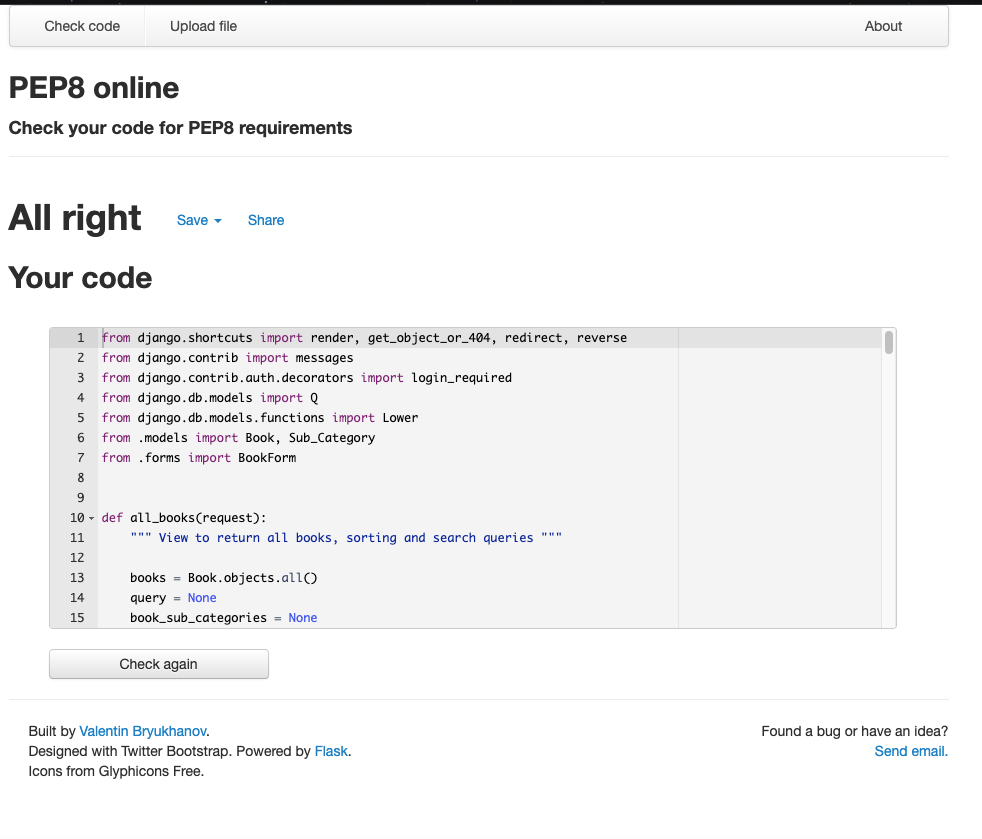 Check code Upload file About
PEP8 online
Check your code for PEP8 requirements
All right Save Share
Your code
1 from django.shortcuts import render, get_object_or_404, redirect, reverse
2 from django.contrib import messages
3 from django.contrib.auth.decorators import login_required
4 from django.db.models import Q
5 from django.db.models.functions import Lower
6 from .models import Book, Sub_Category
7 from .forms import BookForm
8
9
10 def all_books(request):
11 """ View to return all books, sorting and search queries """
12
13 books = Book.objects.all()
14 query = None
15 book_sub_categories = None
Check again
Built by Valentin Bryukhanov. Found a bug or have an idea?
Designed with Twitter Bootstrap. Powered by Flask. Send email.
Icons from Glyphicons Free.